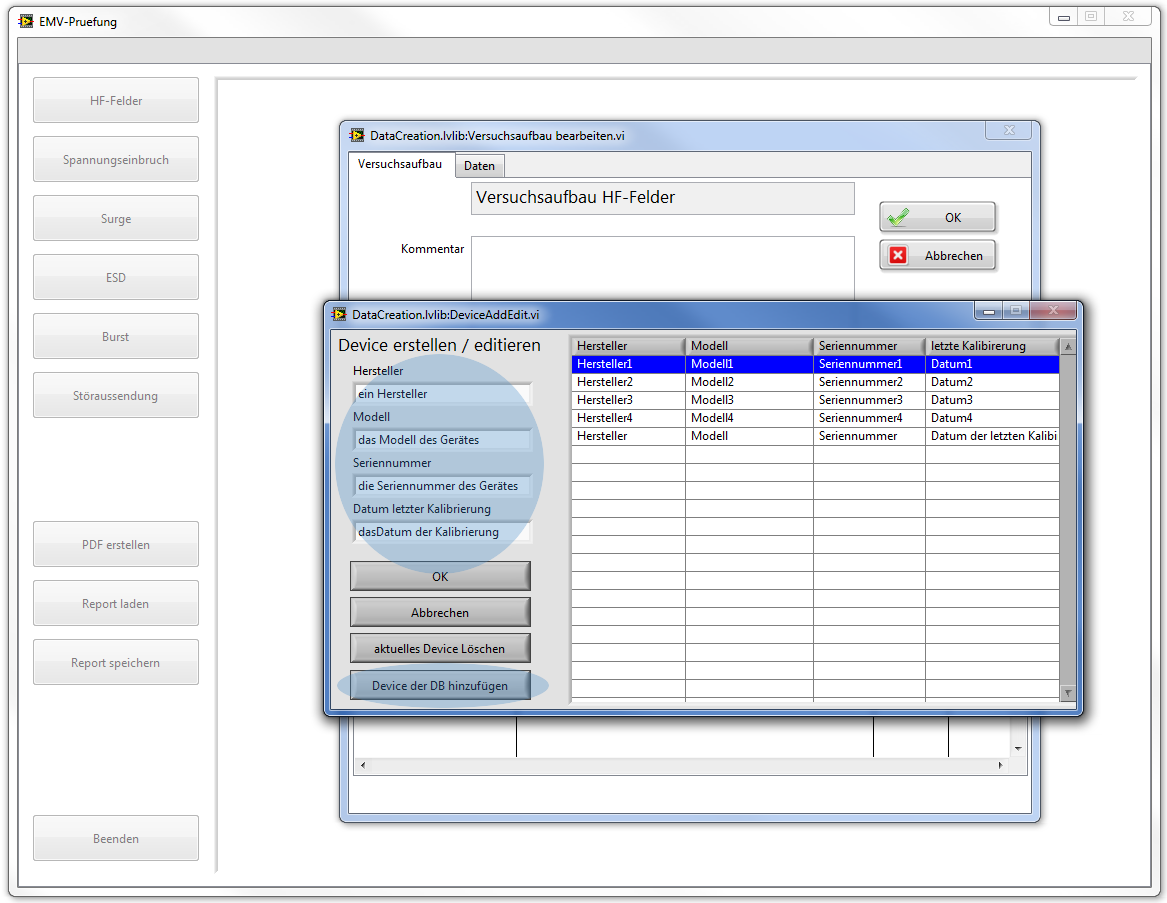 EMV-Pruefung
HF-Felder
Spannungseinbruch
Surge
ESD
Burst
Störaussendung
PDF erstellen
Report laden
Report speichern
Beenden
DataCreation.lvlib:Versuchsaufbau bearbeiten.vi
Versuchsaufbau Daten
Versuchsaufbau HF-Felder
Kommentar
OK
Abbrechen
DataCreation.lvlib:DeviceAddEdit.vi
Device erstellen / editieren
Hersteller
ein Hersteller
Modell
das Modell des Gerätes
Seriennummer
die Seriennummer des Gerätes
Datum letzter Kalibrierung
dasDatum der Kalibrierung
OK
Abbrechen
aktuelles Device Löschen
Device der DB hinzufügen
Hersteller Modell Seriennummer letzte Kalibirerung
Hersteller1 Modell1 Seriennummer1 Datum1
Hersteller2 Modell2 Seriennummer2 Datum2
Hersteller3 Modell3 Seriennummer3 Datum3
Hersteller4 Modell4 Seriennummer4 Datum4
Hersteller Modell Seriennummer Datum der letzten Kalibi